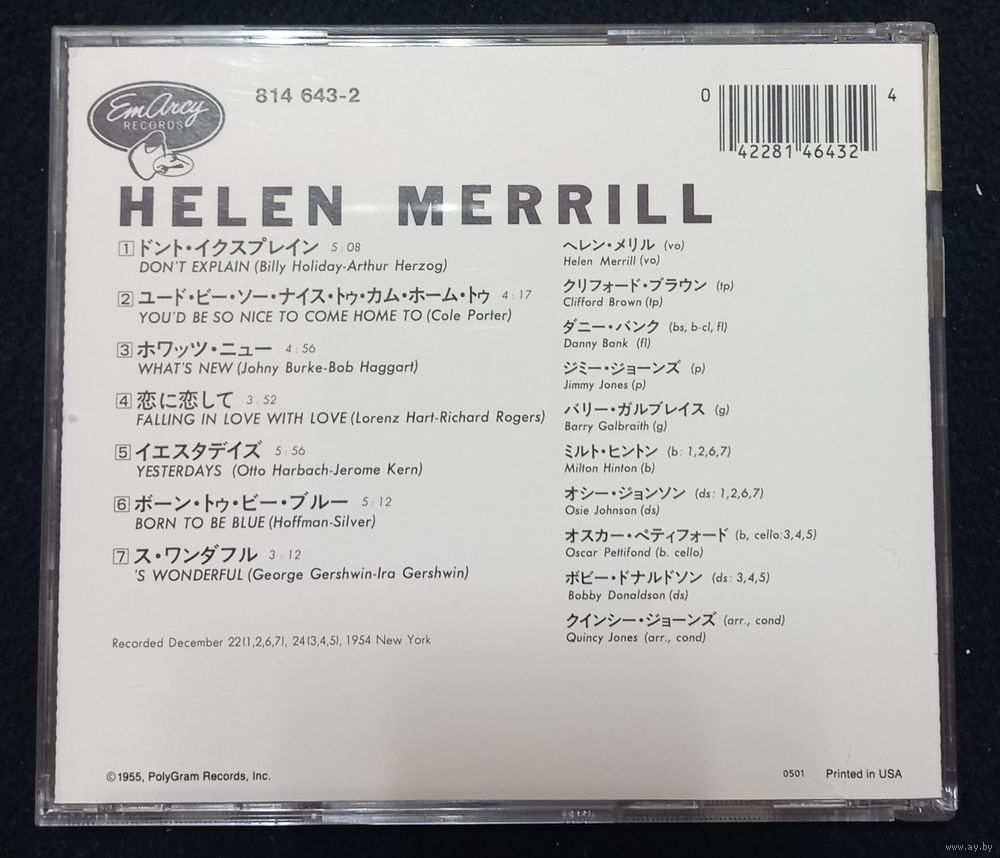 EmArcy
RECORDS
814 643-2
0 42281 46432 4
HELEN MERRILL
1 ドント・イクスプレイン 5:08
DON'T EXPLAIN (Billy Holiday-Arthur Herzog)
2 ユード・ビー・ソー・ナイス・トゥ・カム・ホーム・トゥ 4:17
YOU'D BE SO NICE TO COME HOME TO (Cole Porter)
3 ホワッツ・ニュー 4:56
WHAT'S NEW (Johny Burke-Bob Haggart)
4 恋に恋して 3:52
FALLING IN LOVE WITH LOVE (Lorenz Hart-Richard Rogers)
5 イエスタデイズ 5:56
YESTERDAYS (Otto Harbach-Jerome Kern)
6 ボーン・トゥ・ビー・ブルー 5:12
BORN TO BE BLUE (Hoffman-Silver)
7 ス・ワンダフル 3:12
'S WONDERFUL (George Gershwin-Ira Gershwin)
Recorded December 22(1,2,6,7), 24(3,4,5), 1954 New York
ヘレン・メリル (vo)
Helen Merrill (vo)
クリフォード・ブラウン (tp)
Clifford Brown (tp)
ダニー・バンク (bs, b-cl, fl)
Danny Bank (fl)
ジミー・ジョーンズ (p)
Jimmy Jones (p)
バリー・ガルブレイス (g)
Barry Galbraith (g)
ミルト・ヒントン (b: 1,2,6,7)
Milton Hinton (b)
オシー・ジョンソン (ds: 1,2,6,7)
Osie Johnson (ds)
オスカー・ペティフォード (b, cello:3,4,5)
Oscar Pettifond (b. cello)
ボビー・ドナルドソン (ds: 3,4,5)
Bobby Donaldson (ds)
クインシー・ジョーンズ (arr., cond)
Quincy Jones (arr., cond)
©1955, PolyGram Records, Inc.
0501 Printed in USA
www.ay.by